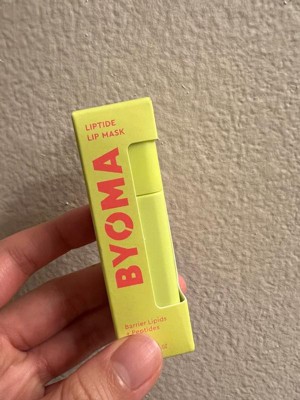 LIPTIDE
LIP MASK
BYOMA
Barrier Lipids
+ Peptides